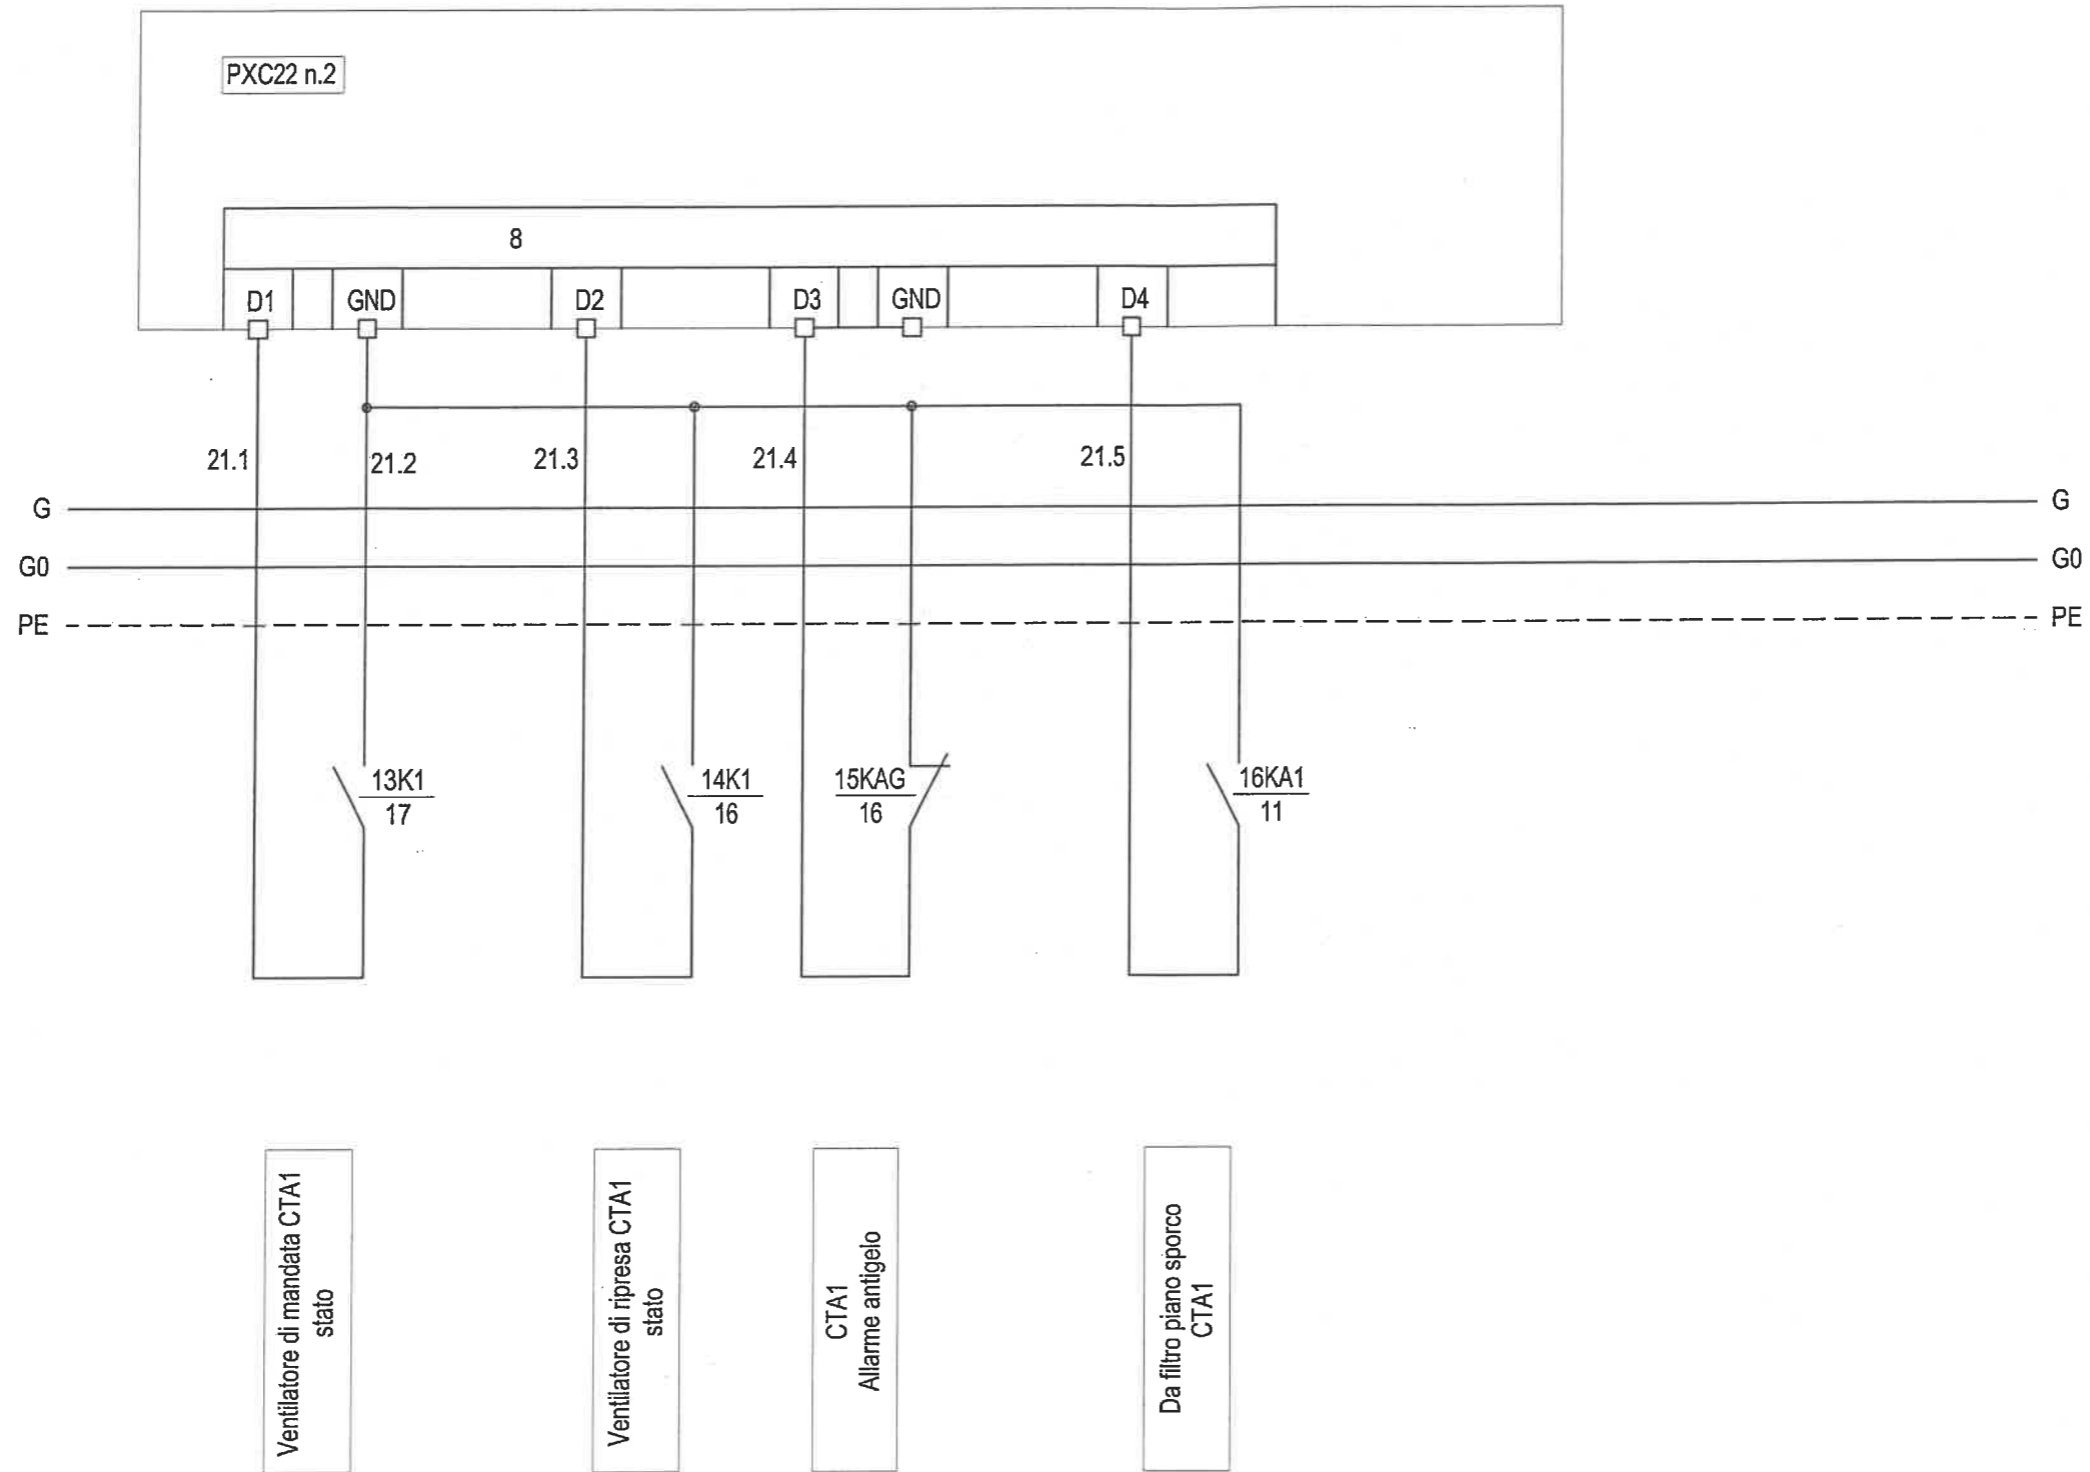 PXC22 n.2
8
D1
GND
D2
D3
GND
D4
21.1
21.2
21.3
21.4
21.5
G
G
G0
G0
PE
PE
13K1
17
14K1
16
15KAG
16
16KA1
11
Ventilatore di mandata CTA1
stato
Ventilatore di ripresa CTA1
stato
CTA1
Allarme antigelo
Da filtro piano sporco
CTA1